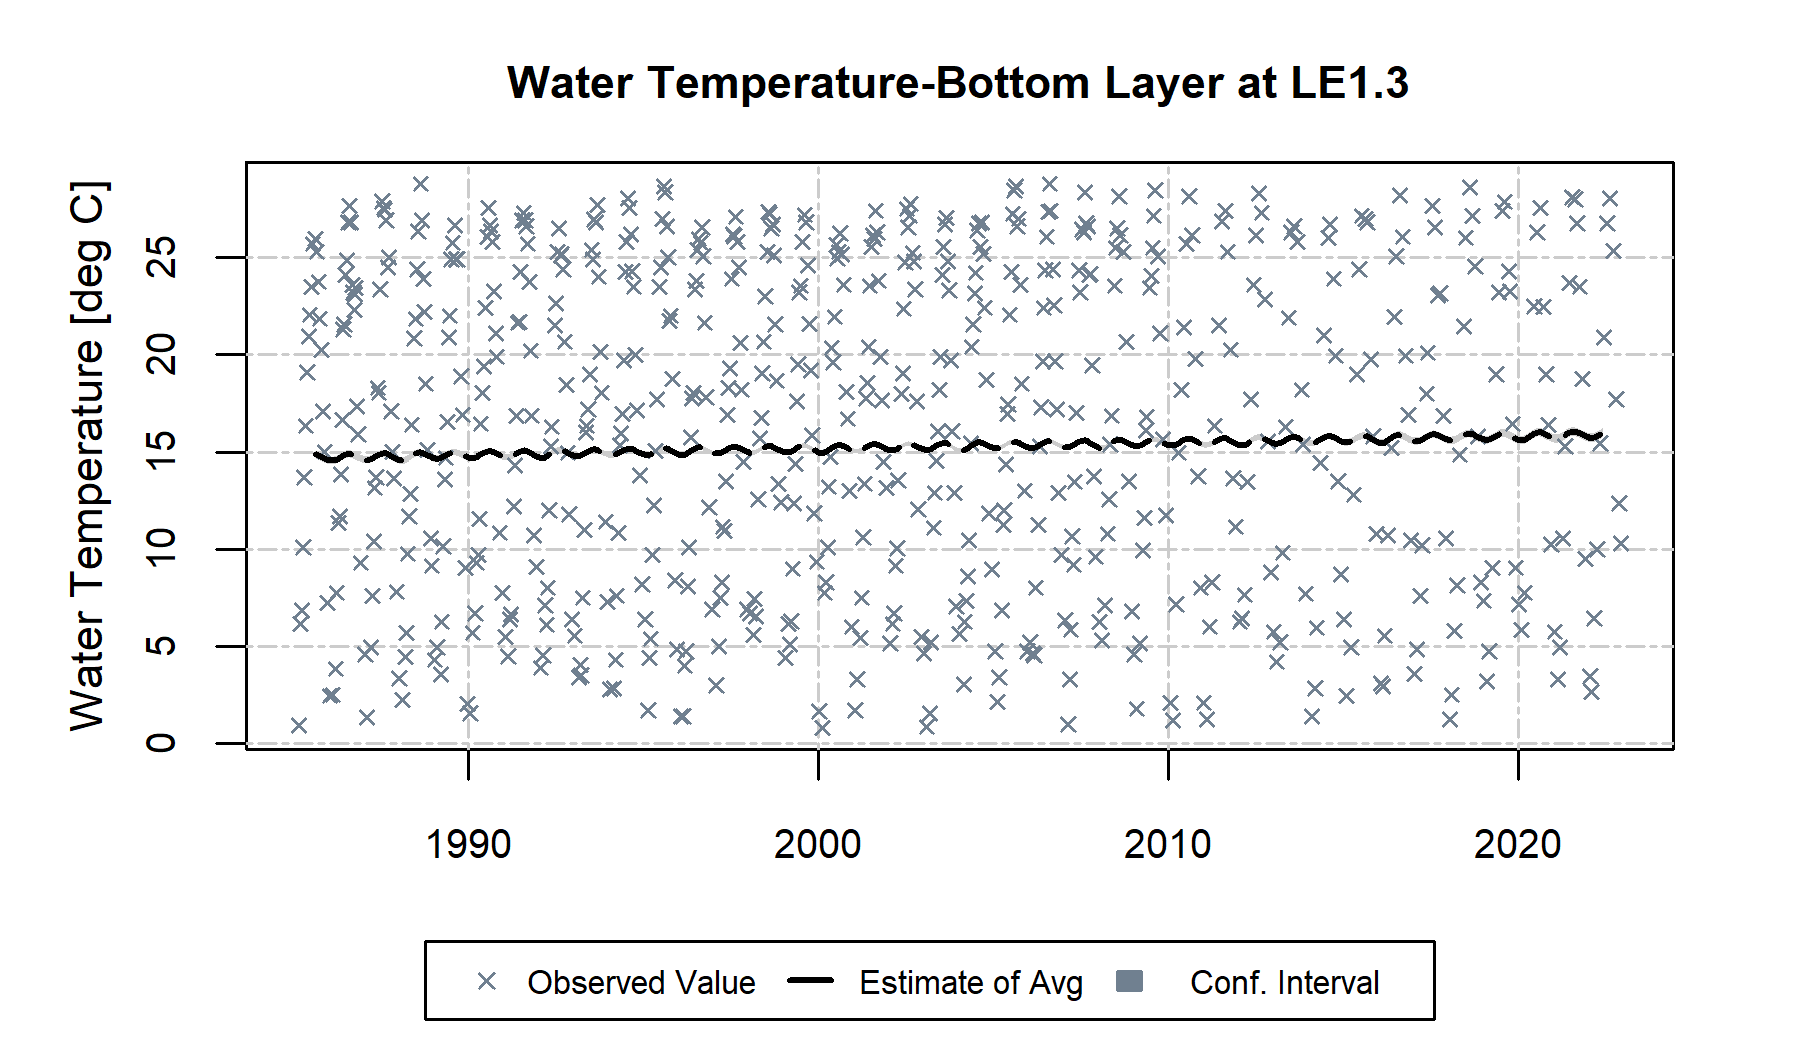 Water Temperature-Bottom Layer at LE1.3
Water Temperature [deg C]
25
20
15
10
5
0
1990 2000 2010 2020
Observed Value Estimate of Avg Conf. Interval